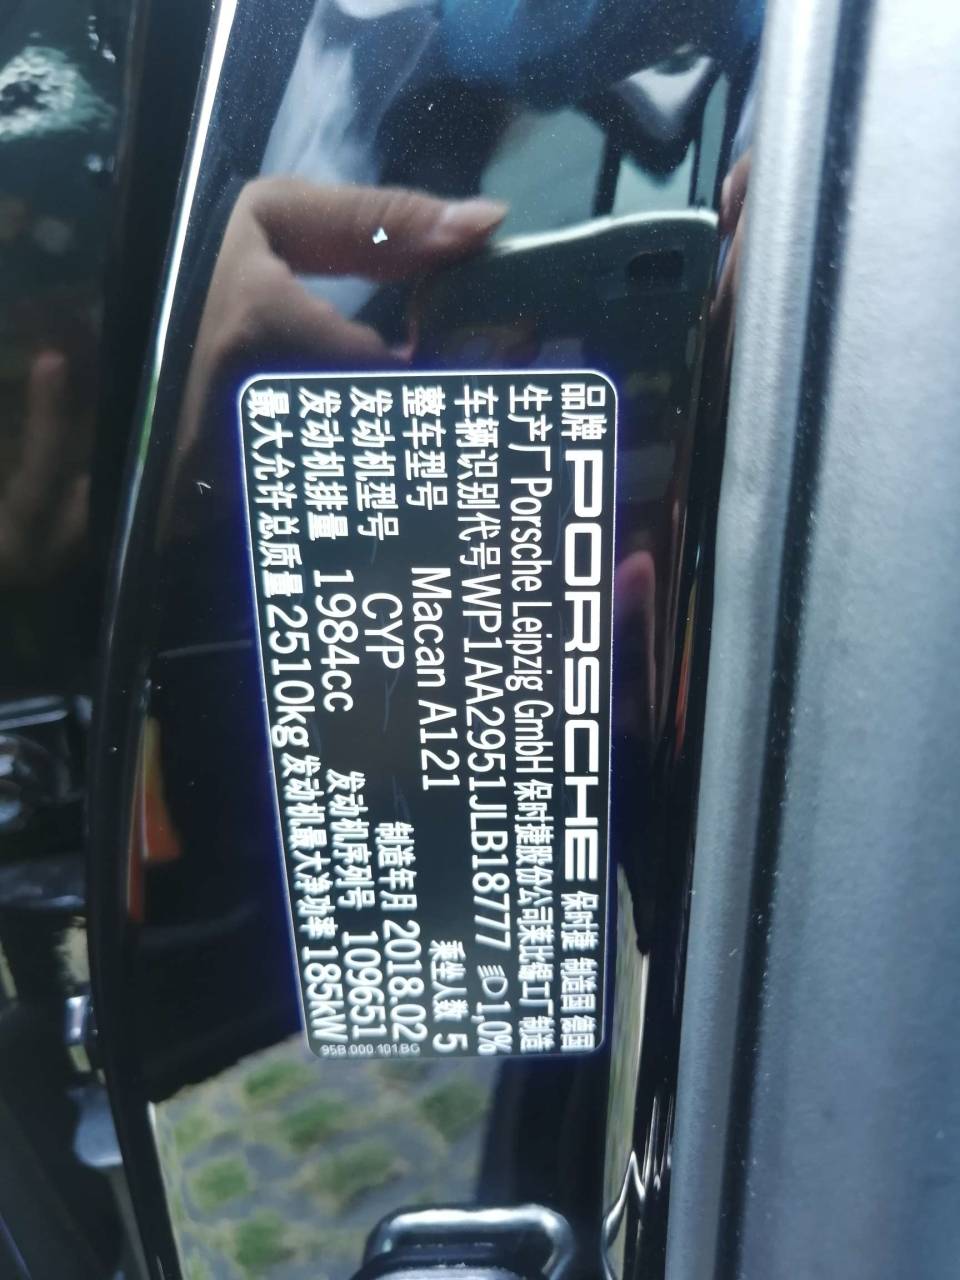 品牌 PORSCHE 保时捷 制造国 德国
生产厂 Porsche Leipzig GmbH 保时捷股份公司莱比锡工厂 制造
车辆识别代号 WP1AA2951JLB18777 1,0%
整车型号 Macan A121 乘坐人数 5
发动机型号 CYP 制造年月 2018.02
发动机排量 1984cc 发动机序列号 109651
最大允许总质量 2510kg 发动机最大净功率 185kW
95B.000.101.BG